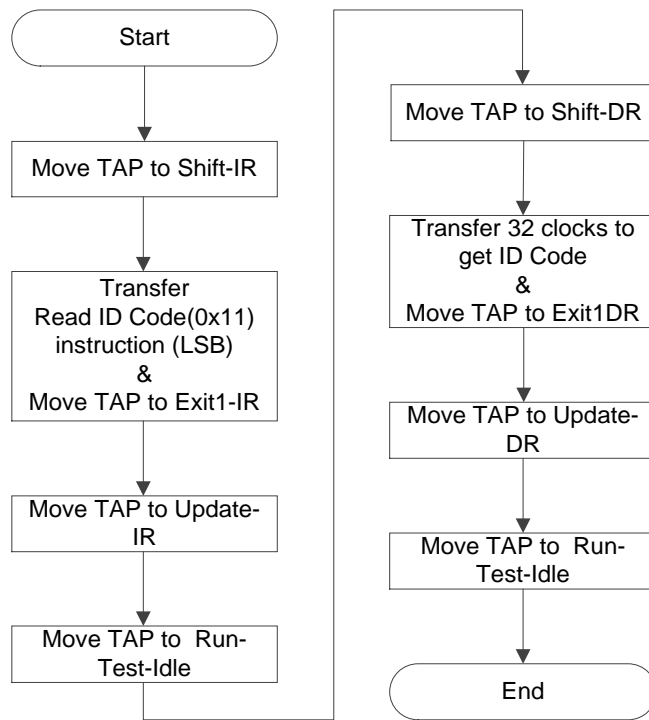 Start
Move TAP to Shift-IR
Transfer
Read ID Code(0x11)
instruction (LSB)
&
Move TAP to Exit1-IR
Move TAP to Update-
IR
Move TAP to  Run-
Test-Idle
Move TAP to Shift-DR
Transfer 32 clocks to
get ID Code
&
Move TAP to Exit1DR
Move TAP to Update-
DR
Move TAP to  Run-
Test-Idle
End